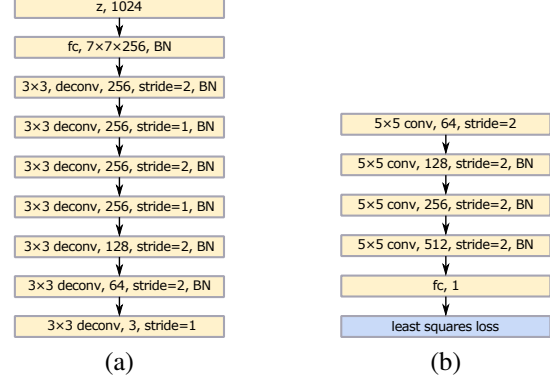 z, 1024
fc, 7×7×256, BN
3×3, deconv, 256, stride=2, BN
3×3 deconv, 256, stride=1, BN
3×3 deconv, 256, stride=2, BN
3×3 deconv, 256, stride=1, BN
3×3 deconv, 128, stride=2, BN
3×3 deconv, 64, stride=2, BN
3×3 deconv, 3, stride=1
(a)
5×5 conv, 64, stride=2
5×5 conv, 128, stride=2, BN
5×5 conv, 256, stride=2, BN
5×5 conv, 512, stride=2, BN
fc, 1
least squares loss
(b)